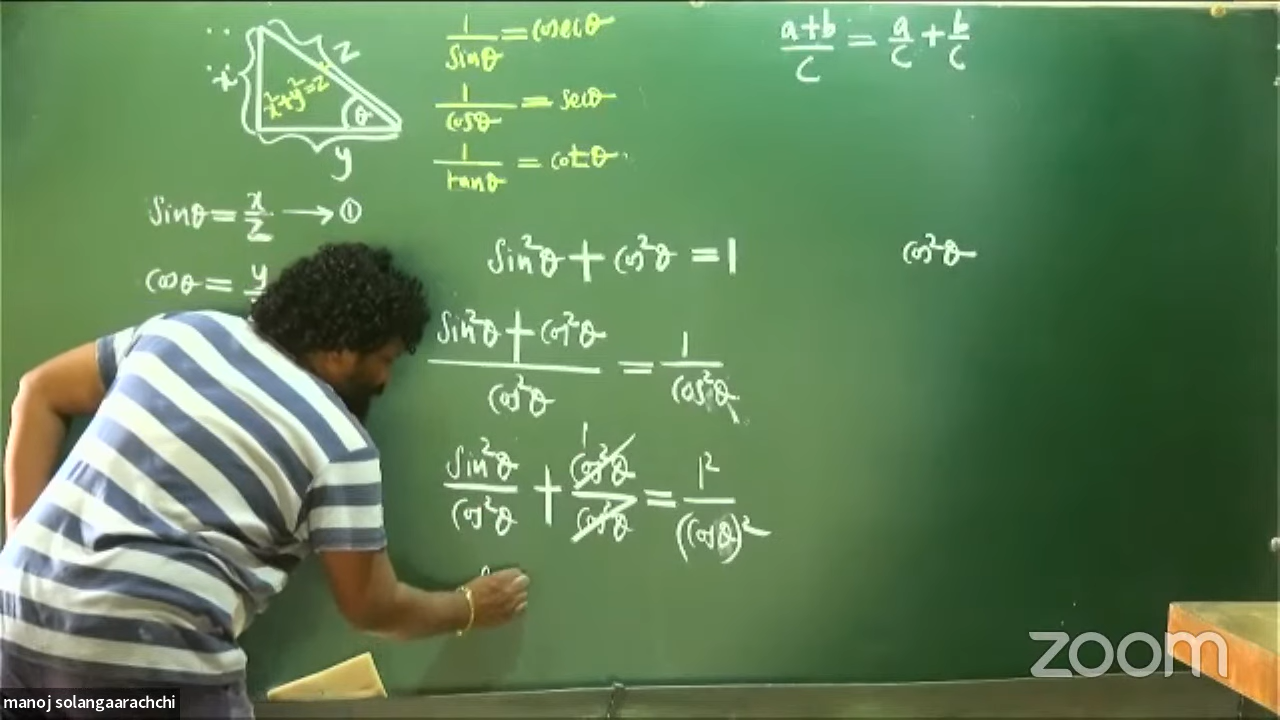 x
z
x²+y²=z²
θ
y
sinθ = x/z → ①
cosθ = y
1/sinθ = cosecθ
1/cosθ = secθ
1/tanθ = cotθ
a+b/c = a/c + b/c
sin²θ + cos²θ = 1
cos²θ
sin²θ + cos²θ/cos²θ = 1/cos²θ
1
sin²θ/cos²θ + cos²θ/cos²θ = 1²/(cosθ)²
zoom
manoj solangaarachchi